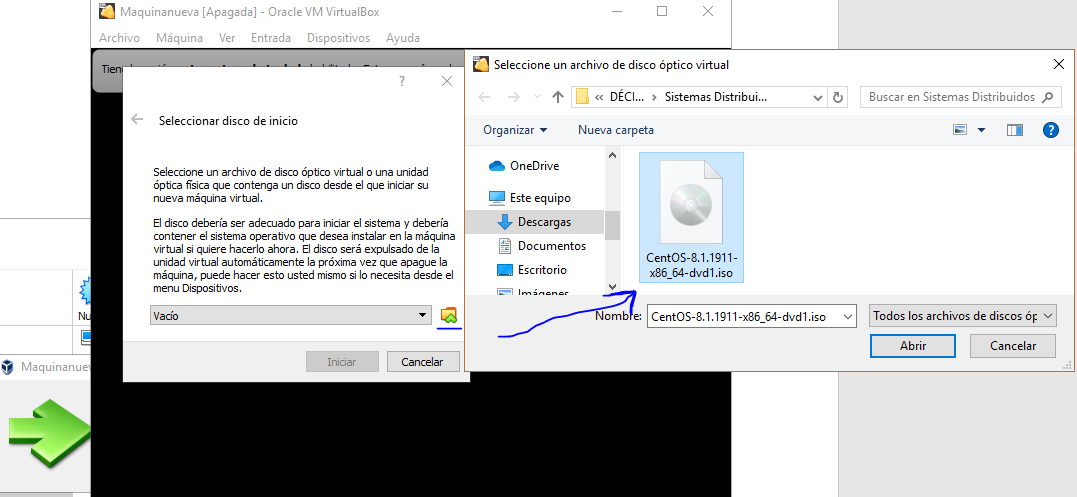 Maquinanueva [Apagada] - Oracle VM VirtualBox
Archivo Máquina Ver Entrada Dispositivos Ayuda
Seleccionar disco de inicio
Seleccione un archivo de disco óptico virtual o una unidad
óptica física que contenga un disco desde el que iniciar su
nueva máquina virtual.
El disco debería ser adecuado para iniciar el sistema y debería
contener el sistema operativo que desea instalar en la máquina
virtual si quiere hacerlo ahora. El disco será expulsado de la
unidad virtual automáticamente la próxima vez que apague la
máquina, puede hacer esto usted mismo si lo necesita desde el
menu Dispositivos.
Vacío
Iniciar Cancelar
Seleccione un archivo de disco óptico virtual
« DÉCI... > Sistemas Distribui...
Buscar en Sistemas Distribuidos
Organizar Nueva carpeta
OneDrive
Este equipo
Descargas
Documentos
Escritorio
Imágenes
CentOS-8.1.1911-
x86_64-dvd1.iso
Nombre: CentOS-8.1.1911-x86_64-dvd1.iso
Todos los archivos de discos óp
Abrir Cancelar
Nu
Maquinanuev